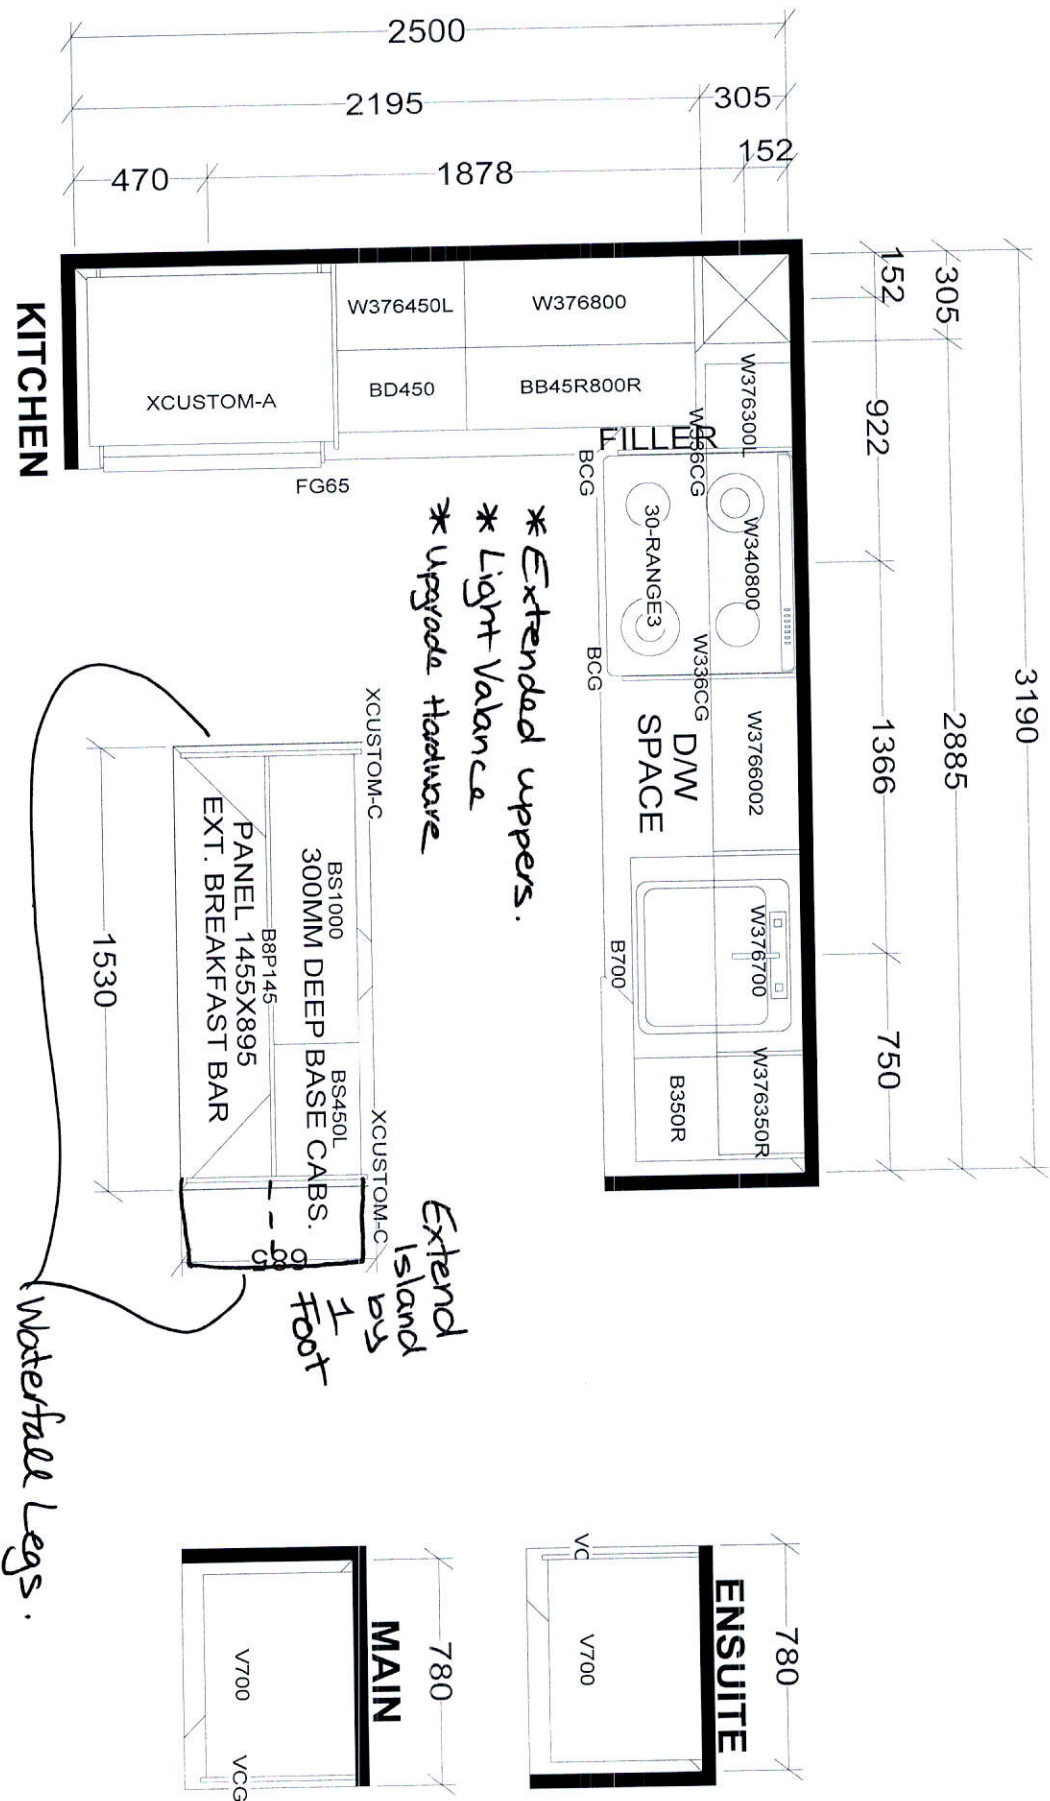 2500
2195
305
470
1878
152
152
305
922
3190
2885
1366
750
KITCHEN
W376450L
W376800
BD450
BB45R800R
XCUSTOM-A
FG65
W376300L
FILLER
W336CG
BCG
30-RANGE3
W340800
BCG
W336CG
D/W
SPACE
W3766002
W376700
B700
W376350R
B350R
* Extended uppers.
* Light Valance
* Upgrade Hardware
XCUSTOM-C
BS1000
BS450L
300MM DEEP BASE CABS.
B8P145
PANEL 1455X895
EXT. BREAKFAST BAR
XCUSTOM-C
1530
685
Extend
Island
by
1
Foot
Waterfall Legs.
ENSUITE
780
VC
V700
MAIN
780
V700
VCG